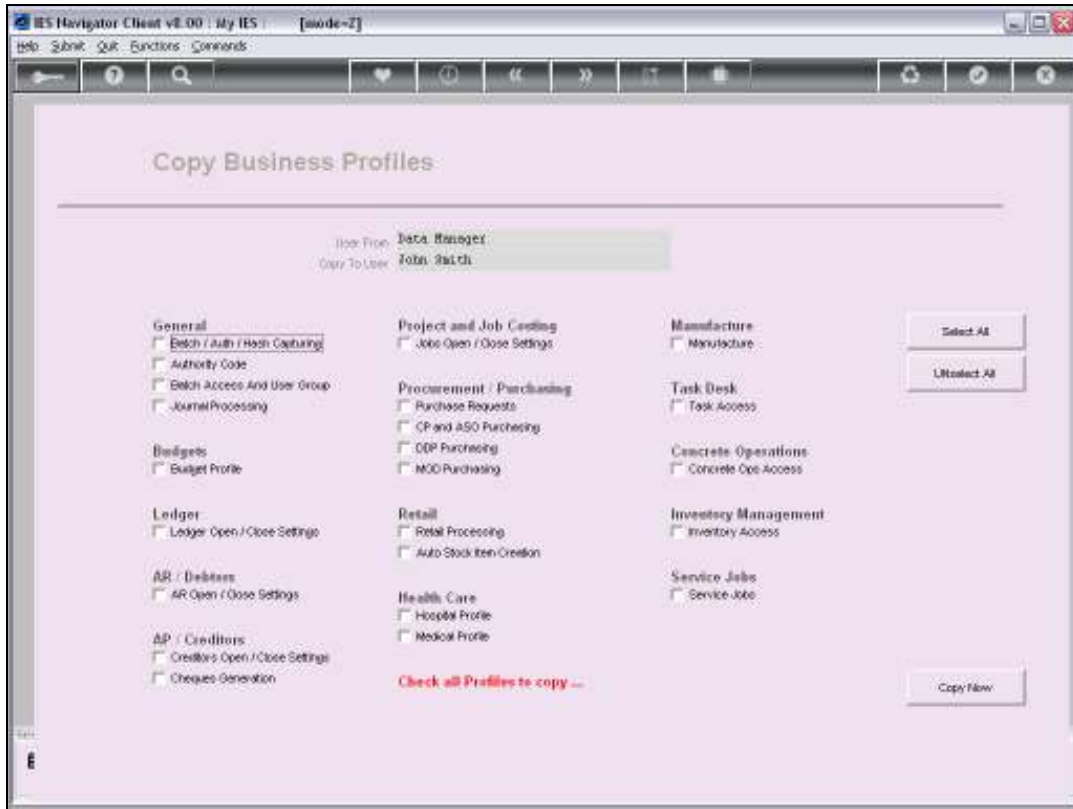 IES Navigator Client v8.00 : My IES : [mode=Z]
Help Submit Quit Functions Commands
Copy Business Profiles
User From Data Manager
Copy To User John Smith
General
Batch / Auth / Hash Capturing
Authority Code
Batch Access And User Group
Journal Processing
Budgets
Budget Profile
Ledger
Ledger Open / Close Settings
AR / Debtors
AR Open / Close Settings
AP / Creditors
Creditors Open / Close Settings
Cheques Generation
Project and Job Costing
Jobs Open / Close Settings
Procurement / Purchasing
Purchase Requests
CP and ASO Purchasing
ODP Purchasing
MOD Purchasing
Retail
Retail Processing
Auto Stock Item Creation
Health Care
Hospital Profile
Medical Profile
Check all Profiles to copy ...
Manufacture
Manufacture
Task Desk
Task Access
Concrete Operations
Concrete Ops Access
Inventory Management
Inventory Access
Service Jobs
Service Jobs
Select All
UNselect All
Copy Now